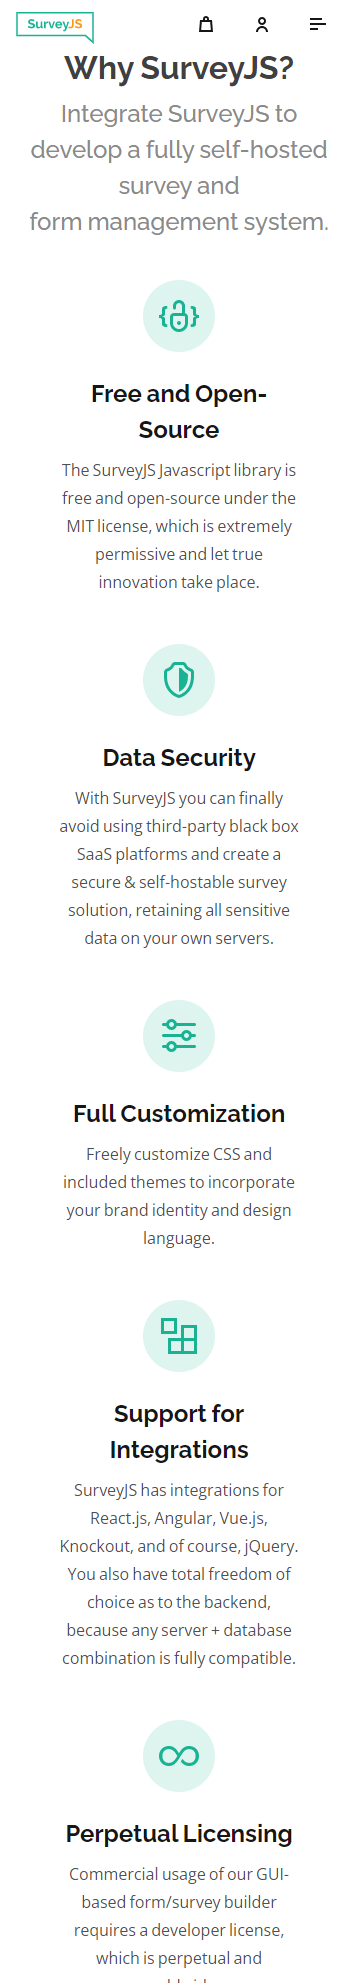 SurveyJS
Why SurveyJS?
Integrate SurveyJS to
develop a fully self-hosted
survey and
form management system.
Free and Open-
Source
The SurveyJS Javascript library is
free and open-source under the
MIT license, which is extremely
permissive and let true
innovation take place.
Data Security
With SurveyJS you can finally
avoid using third-party black box
SaaS platforms and create a
secure & self-hostable survey
solution, retaining all sensitive
data on your own servers.
Full Customization
Freely customize CSS and
included themes to incorporate
your brand identity and design
language.
Support for
Integrations
SurveyJS has integrations for
React.js, Angular, Vue.js,
Knockout, and of course, jQuery.
You also have total freedom of
choice as to the backend,
because any server + database
combination is fully compatible.
Perpetual Licensing
Commercial usage of our GUI-
based form/survey builder
requires a developer license,
which is perpetual and